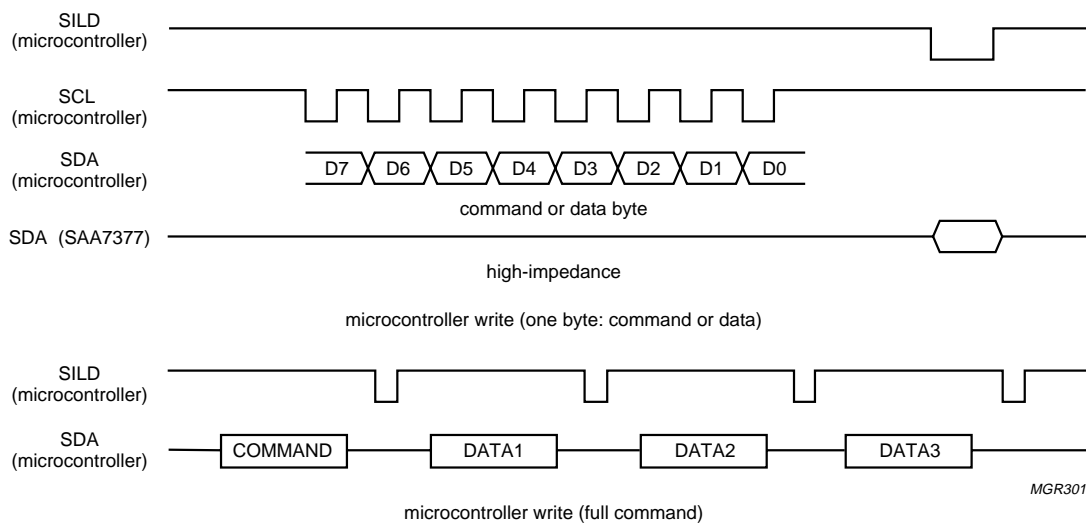 SILD
(microcontroller)
SCL
(microcontroller)
SDA
(microcontroller)
D7 D6 D5 D4 D3 D2 D1 D0
command or data byte
SDA (SAA7377)
high-impedance
microcontroller write (one byte: command or data)
SILD
(microcontroller)
SDA
(microcontroller)
COMMAND DATA1 DATA2 DATA3
MGR301
microcontroller write (full command)